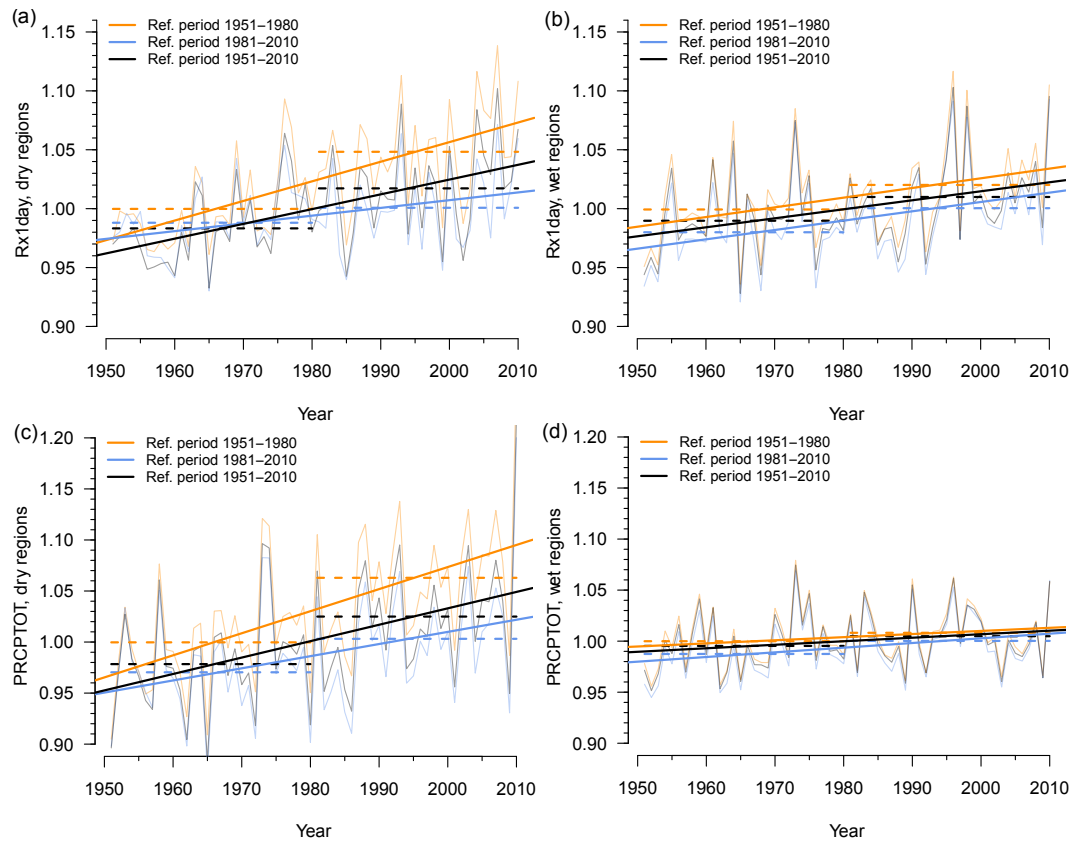 (a)
Ref. period 1951–1980
Ref. period 1981–2010
Ref. period 1951–2010
Rx1day, dry regions
1.15
1.10
1.05
1.00
0.95
0.90
1950 1960 1970 1980 1990 2000 2010
Year
(b)
Ref. period 1951–1980
Ref. period 1981–2010
Ref. period 1951–2010
Rx1day, wet regions
1.15
1.10
1.05
1.00
0.95
0.90
1950 1960 1970 1980 1990 2000 2010
Year
(c)
Ref. period 1951–1980
Ref. period 1981–2010
Ref. period 1951–2010
PRCPTOT, dry regions
1.20
1.15
1.10
1.05
1.00
0.95
0.90
1950 1960 1970 1980 1990 2000 2010
Year
(d)
Ref. period 1951–1980
Ref. period 1981–2010
Ref. period 1951–2010
PRCPTOT, wet regions
1.20
1.15
1.10
1.05
1.00
0.95
0.90
1950 1960 1970 1980 1990 2000 2010
Year